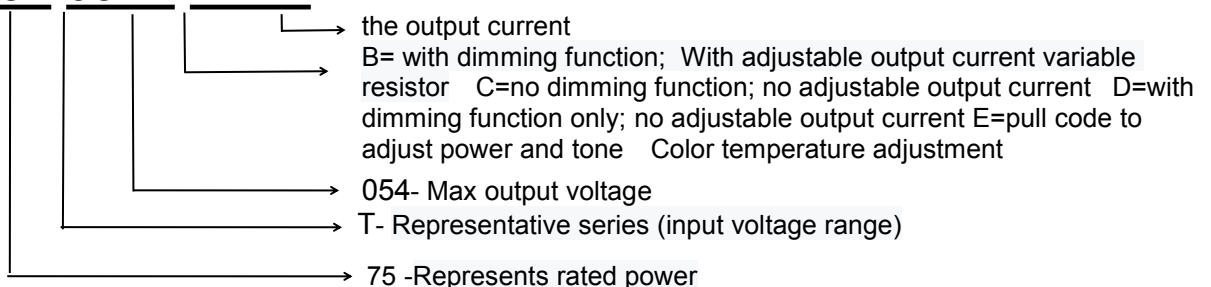 the output current
B= with dimming function; With adjustable output current variable
resistor C=no dimming function; no adjustable output current D=with
dimming function only; no adjustable output current E=pull code to
adjust power and tone Color temperature adjustment
054- Max output voltage
T- Representative series (input voltage range)
75 -Represents rated power